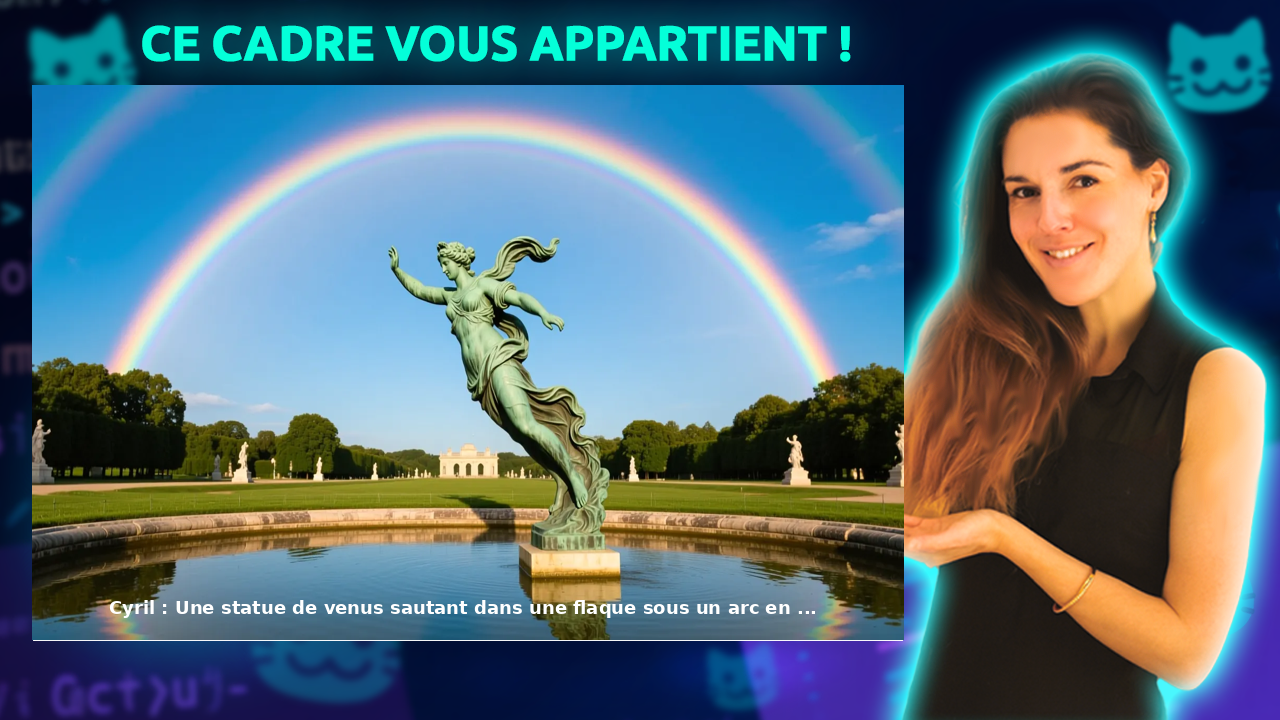 CE CADRE VOUS APPARTIENT !
Cyril : Une statue de venus sautant dans une flaque sous un arc en ...